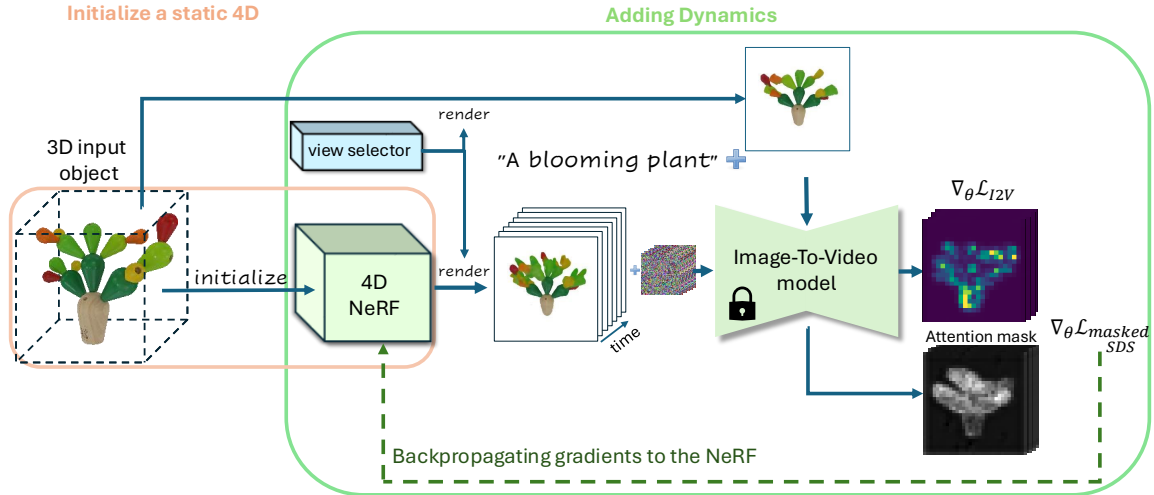 Initialize a static 4D
Adding Dynamics
render
view selector
3D input
object
"A blooming plant"
∇θℒI2V
initialize
4D
NeRF
render
time
Image-To-Video
model
Attention mask
∇θℒmasked
SDS
Backpropagating gradients to the NeRF